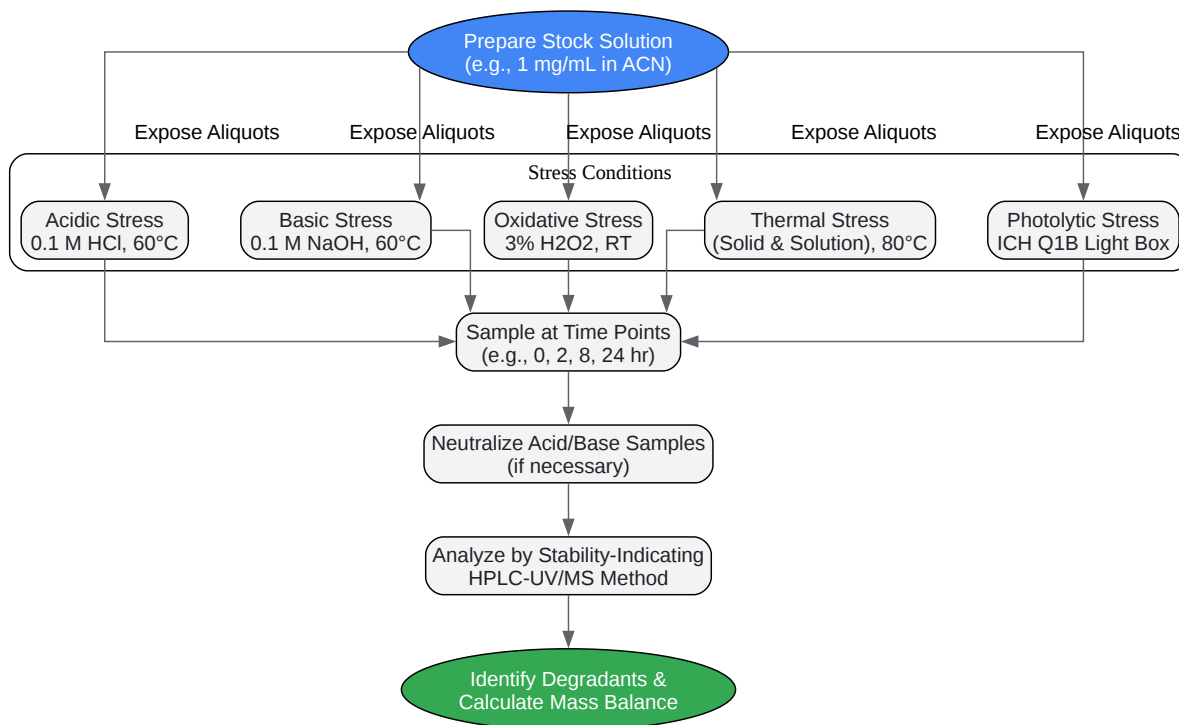 Prepare Stock Solution
(e.g., 1 mg/mL in ACN)
Expose Aliquots
Expose Aliquots
Expose Aliquots
Expose Aliquots
Expose Aliquots
Stress Conditions
Acidic Stress
0.1 M HCl, 60°C
Basic Stress
0.1 M NaOH, 60°C
Oxidative Stress
3% H2O2, RT
Thermal Stress
(Solid & Solution), 80°C
Photolytic Stress
ICH Q1B Light Box
Sample at Time Points
(e.g., 0, 2, 8, 24 hr)
Neutralize Acid/Base Samples
(if necessary)
Analyze by Stability-Indicating
HPLC-UV/MS Method
Identify Degradants &
Calculate Mass Balance